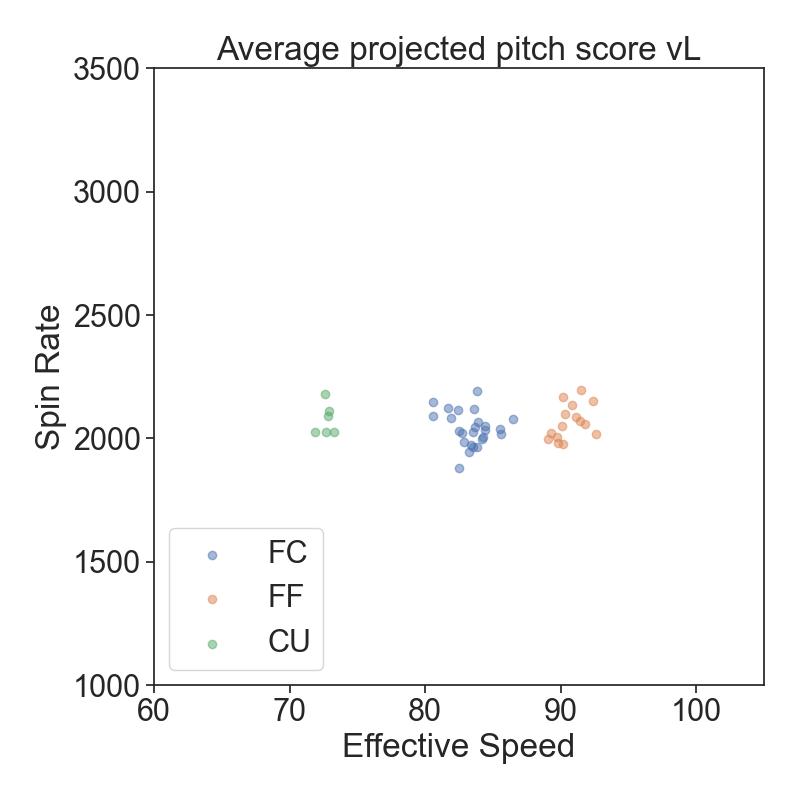 Average projected pitch score vL
3500
3000
2500
2000
1500
1000
Spin Rate
FC
FF
CU
60 70 80 90 100
Effective Speed